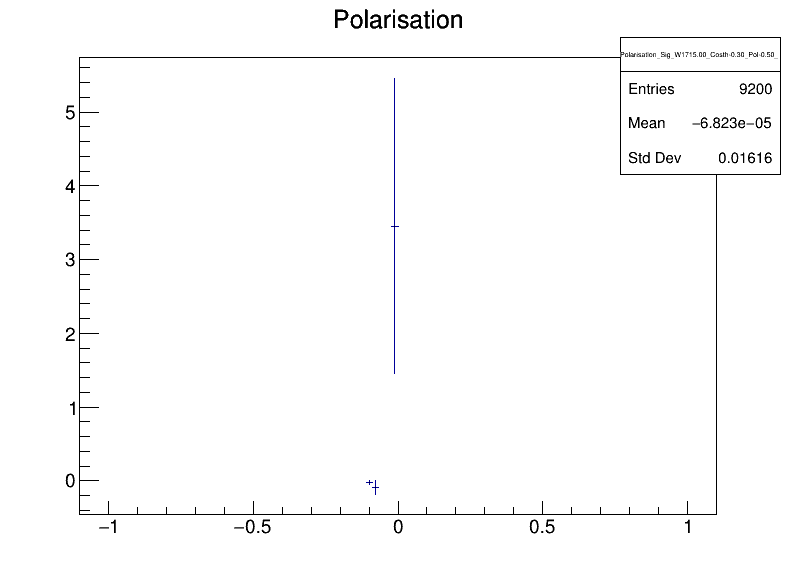 Polarisation
Polarisation_Sig_W1715.00_Costh-0.30_Pol-0.50_
Entries 9200
Mean −6.823e−05
Std Dev 0.01616
5
4
3
2
1
0
−1 −0.5 0 0.5 1